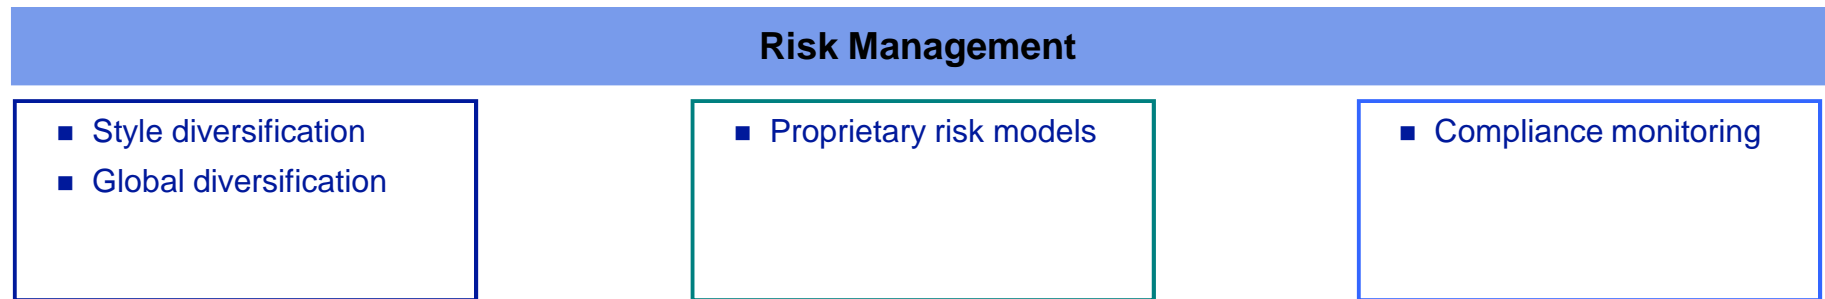 Risk Management
■ Style diversification
■ Global diversification
■ Proprietary risk models
■ Compliance monitoring